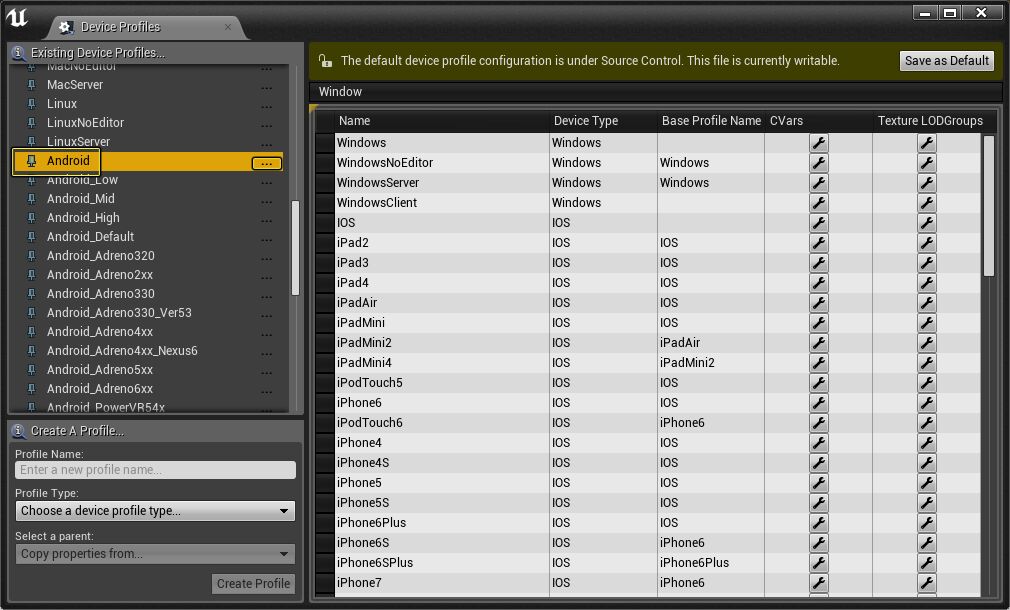 Device Profiles
Existing Device Profiles...
MacNoEditor
MacServer ...
Linux ...
LinuxNoEditor ...
LinuxServer ...
Android ...
Android_Low ...
Android_Mid ...
Android_High ...
Android_Default ...
Android_Adreno320 ...
Android_Adreno2xx ...
Android_Adreno330 ...
Android_Adreno330_Ver53 ...
Android_Adreno4xx ...
Android_Adreno4xx_Nexus6 ...
Android_Adreno5xx ...
Android_Adreno6xx ...
Android_PowerVR54x ...
Create A Profile...
Profile Name:
Enter a new profile name...
Profile Type:
Choose a device profile type...
Select a parent:
Copy properties from...
Create Profile
The default device profile configuration is under Source Control. This file is currently writable. Save as Default
Window
Name Device Type Base Profile Name CVars Texture LODGroups
Windows Windows
WindowsNoEditor Windows Windows
WindowsServer Windows Windows
WindowsClient Windows
IOS IOS
iPad2 IOS IOS
iPad3 IOS IOS
iPad4 IOS IOS
iPadAir IOS IOS
iPadMini IOS IOS
iPadMini2 IOS iPadAir
iPadMini4 IOS iPadMini2
iPodTouch5 IOS IOS
iPhone6 IOS IOS
iPodTouch6 IOS iPhone6
iPhone4 IOS IOS
iPhone4S IOS IOS
iPhone5 IOS IOS
iPhone5S IOS IOS
iPhone6Plus IOS IOS
iPhone6S IOS iPhone6
iPhone6SPlus IOS iPhone6Plus
iPhone7 IOS iPhone6